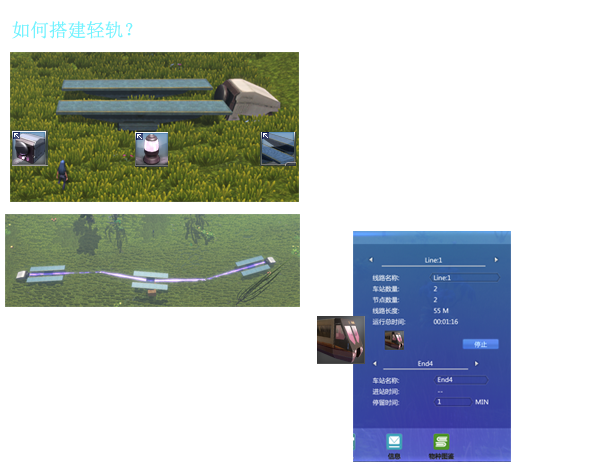 如何搭建轻轨？
Line:1
线路名称: Line:1
车站数量: 2
节点数量: 2
线路长度: 55 M
运行总时间: 00:01:16
停止
End4
车站名称: End4
进站时间: --
停留时间: 1 MIN
信息 物种图鉴